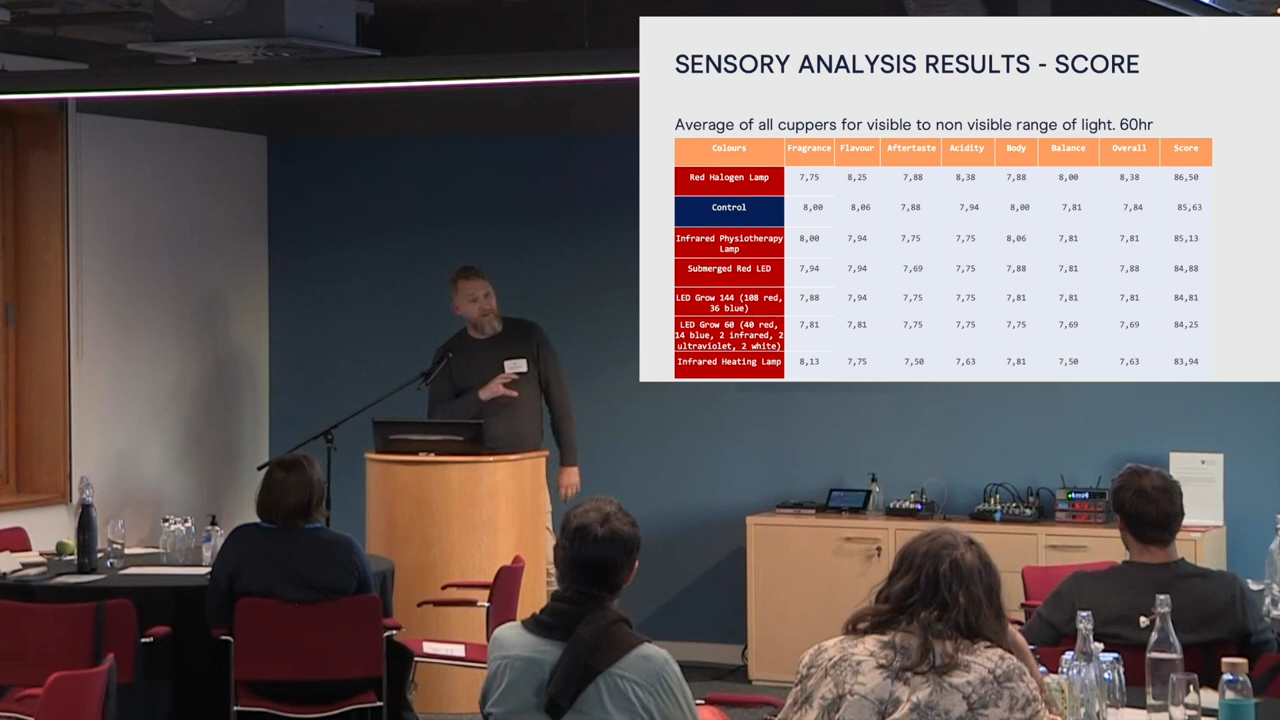 SENSORY ANALYSIS RESULTS - SCORE
Average of all cuppers for visible to non visible range of light. 60hr
Colours Fragrance Flavour Aftertaste Acidity Body Balance Overall Score
Red Halogen Lamp 7,75 8,25 7,88 8,38 7,88 8,00 8,38 86,50
Control 8,00 8,06 7,88 7,94 8,00 7,81 7,84 85,63
Infrared Physiotherapy
Lamp 8,00 7,94 7,75 7,75 8,06 7,81 7,81 85,13
Submerged Red LED 7,94 7,94 7,69 7,75 7,88 7,81 7,88 84,88
LED Grow 144 (108 red,
36 blue) 7,88 7,94 7,75 7,75 7,81 7,81 7,81 84,81
LED Grow 60 (40 red,
14 blue, 2 infrared, 2
ultraviolet, 2 white) 7,81 7,81 7,75 7,75 7,75 7,69 7,69 84,25
Infrared Heating Lamp 8,13 7,75 7,50 7,63 7,81 7,50 7,63 83,94